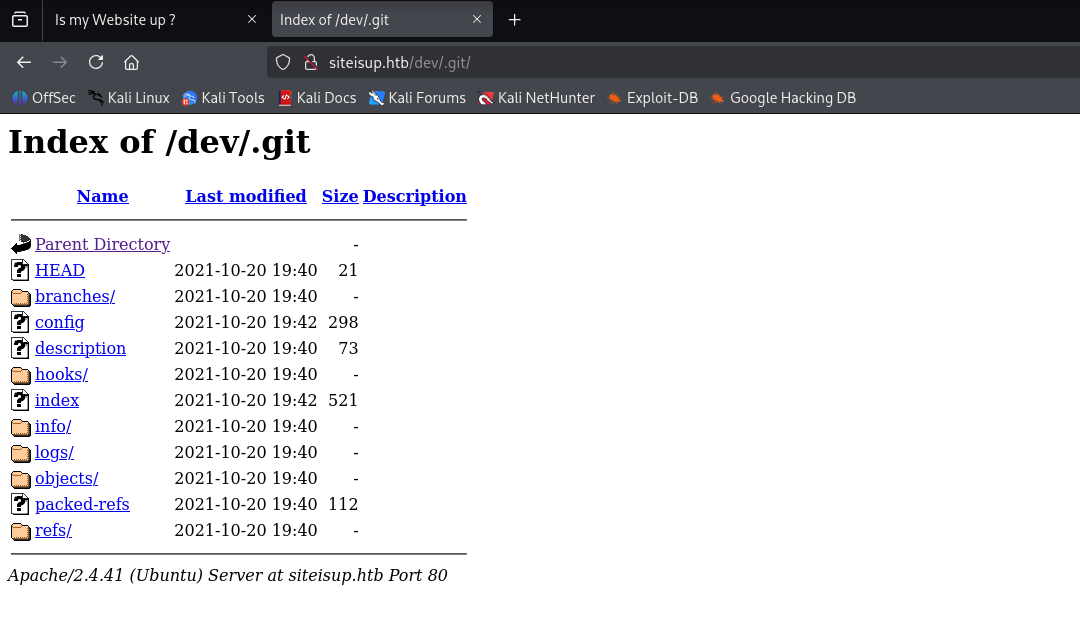 Is my Website up ?
Index of /dev/.git
siteisup.htb/dev/.git/
OffSec Kali Linux Kali Tools Kali Docs Kali Forums Kali NetHunter Exploit-DB Google Hacking DB
Index of /dev/.git
Name Last modified Size Description
Parent Directory -
HEAD 2021-10-20 19:40 21
branches/ 2021-10-20 19:40 -
config 2021-10-20 19:42 298
description 2021-10-20 19:40 73
hooks/ 2021-10-20 19:40 -
index 2021-10-20 19:42 521
info/ 2021-10-20 19:40 -
logs/ 2021-10-20 19:40 -
objects/ 2021-10-20 19:40 -
packed-refs 2021-10-20 19:40 112
refs/ 2021-10-20 19:40 -
Apache/2.4.41 (Ubuntu) Server at siteisup.htb Port 80